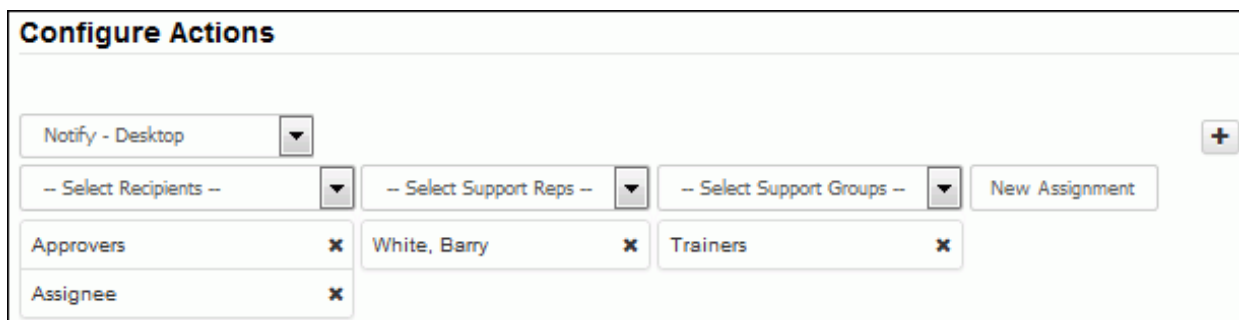 Configure Actions
Notify - Desktop
-- Select Recipients --
-- Select Support Reps --
-- Select Support Groups --
New Assignment
Approvers
White, Barry
Trainers
Assignee